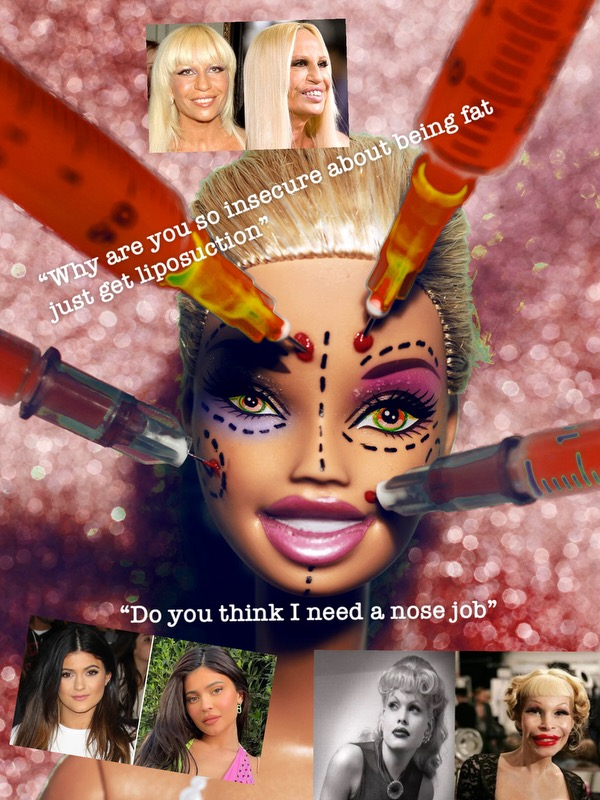 “Why are you so insecure about being fat
just get liposuction”
“Do you think I need a nose job”